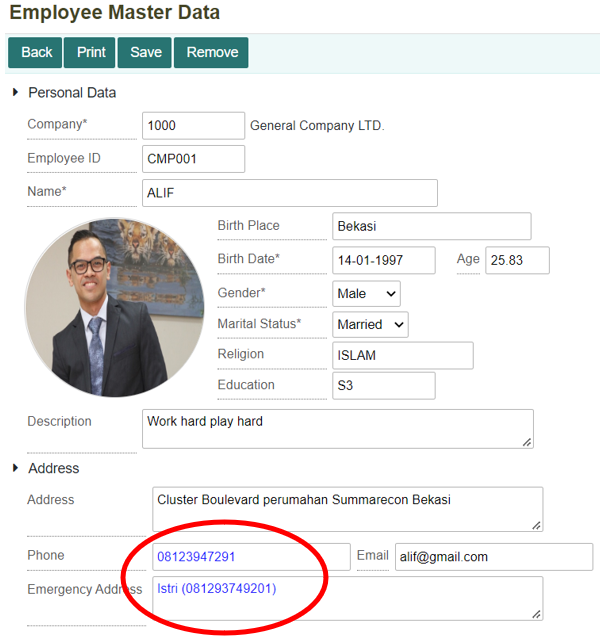 Employee Master Data
Back Print Save Remove
Personal Data
Company* 1000 General Company LTD.
Employee ID CMP001
Name* ALIF
Birth Place Bekasi
Birth Date* 14-01-1997 Age 25.83
Gender* Male
Marital Status* Married
Religion ISLAM
Education S3
Description Work hard play hard
Address
Address Cluster Boulevard perumahan Summarecon Bekasi
Phone 08123947291 Email alif@gmail.com
Emergency Address Istri (081293749201)